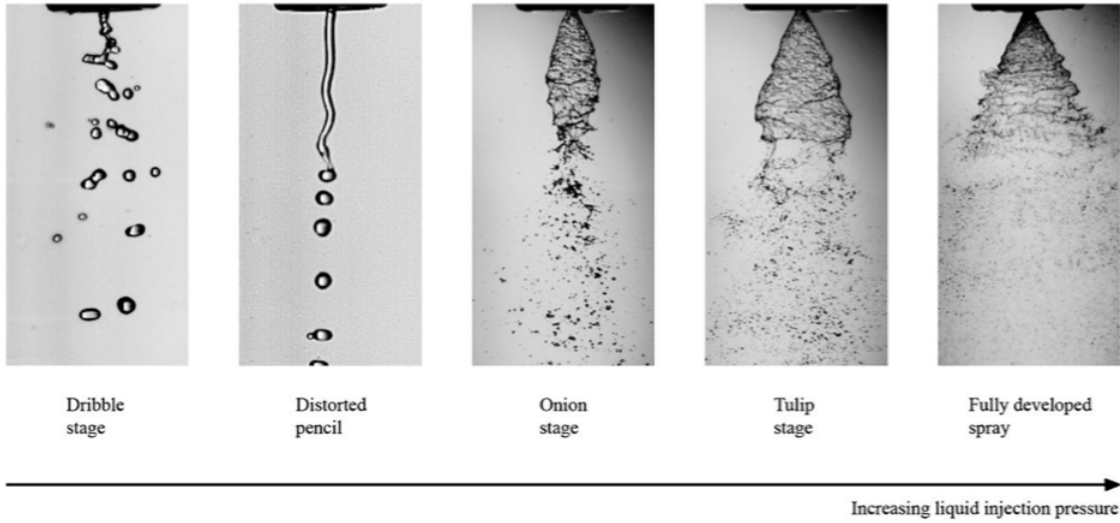 Dribble
stage
Distorted
pencil
Onion
stage
Tulip
stage
Fully developed
spray
Increasing liquid injection pressure